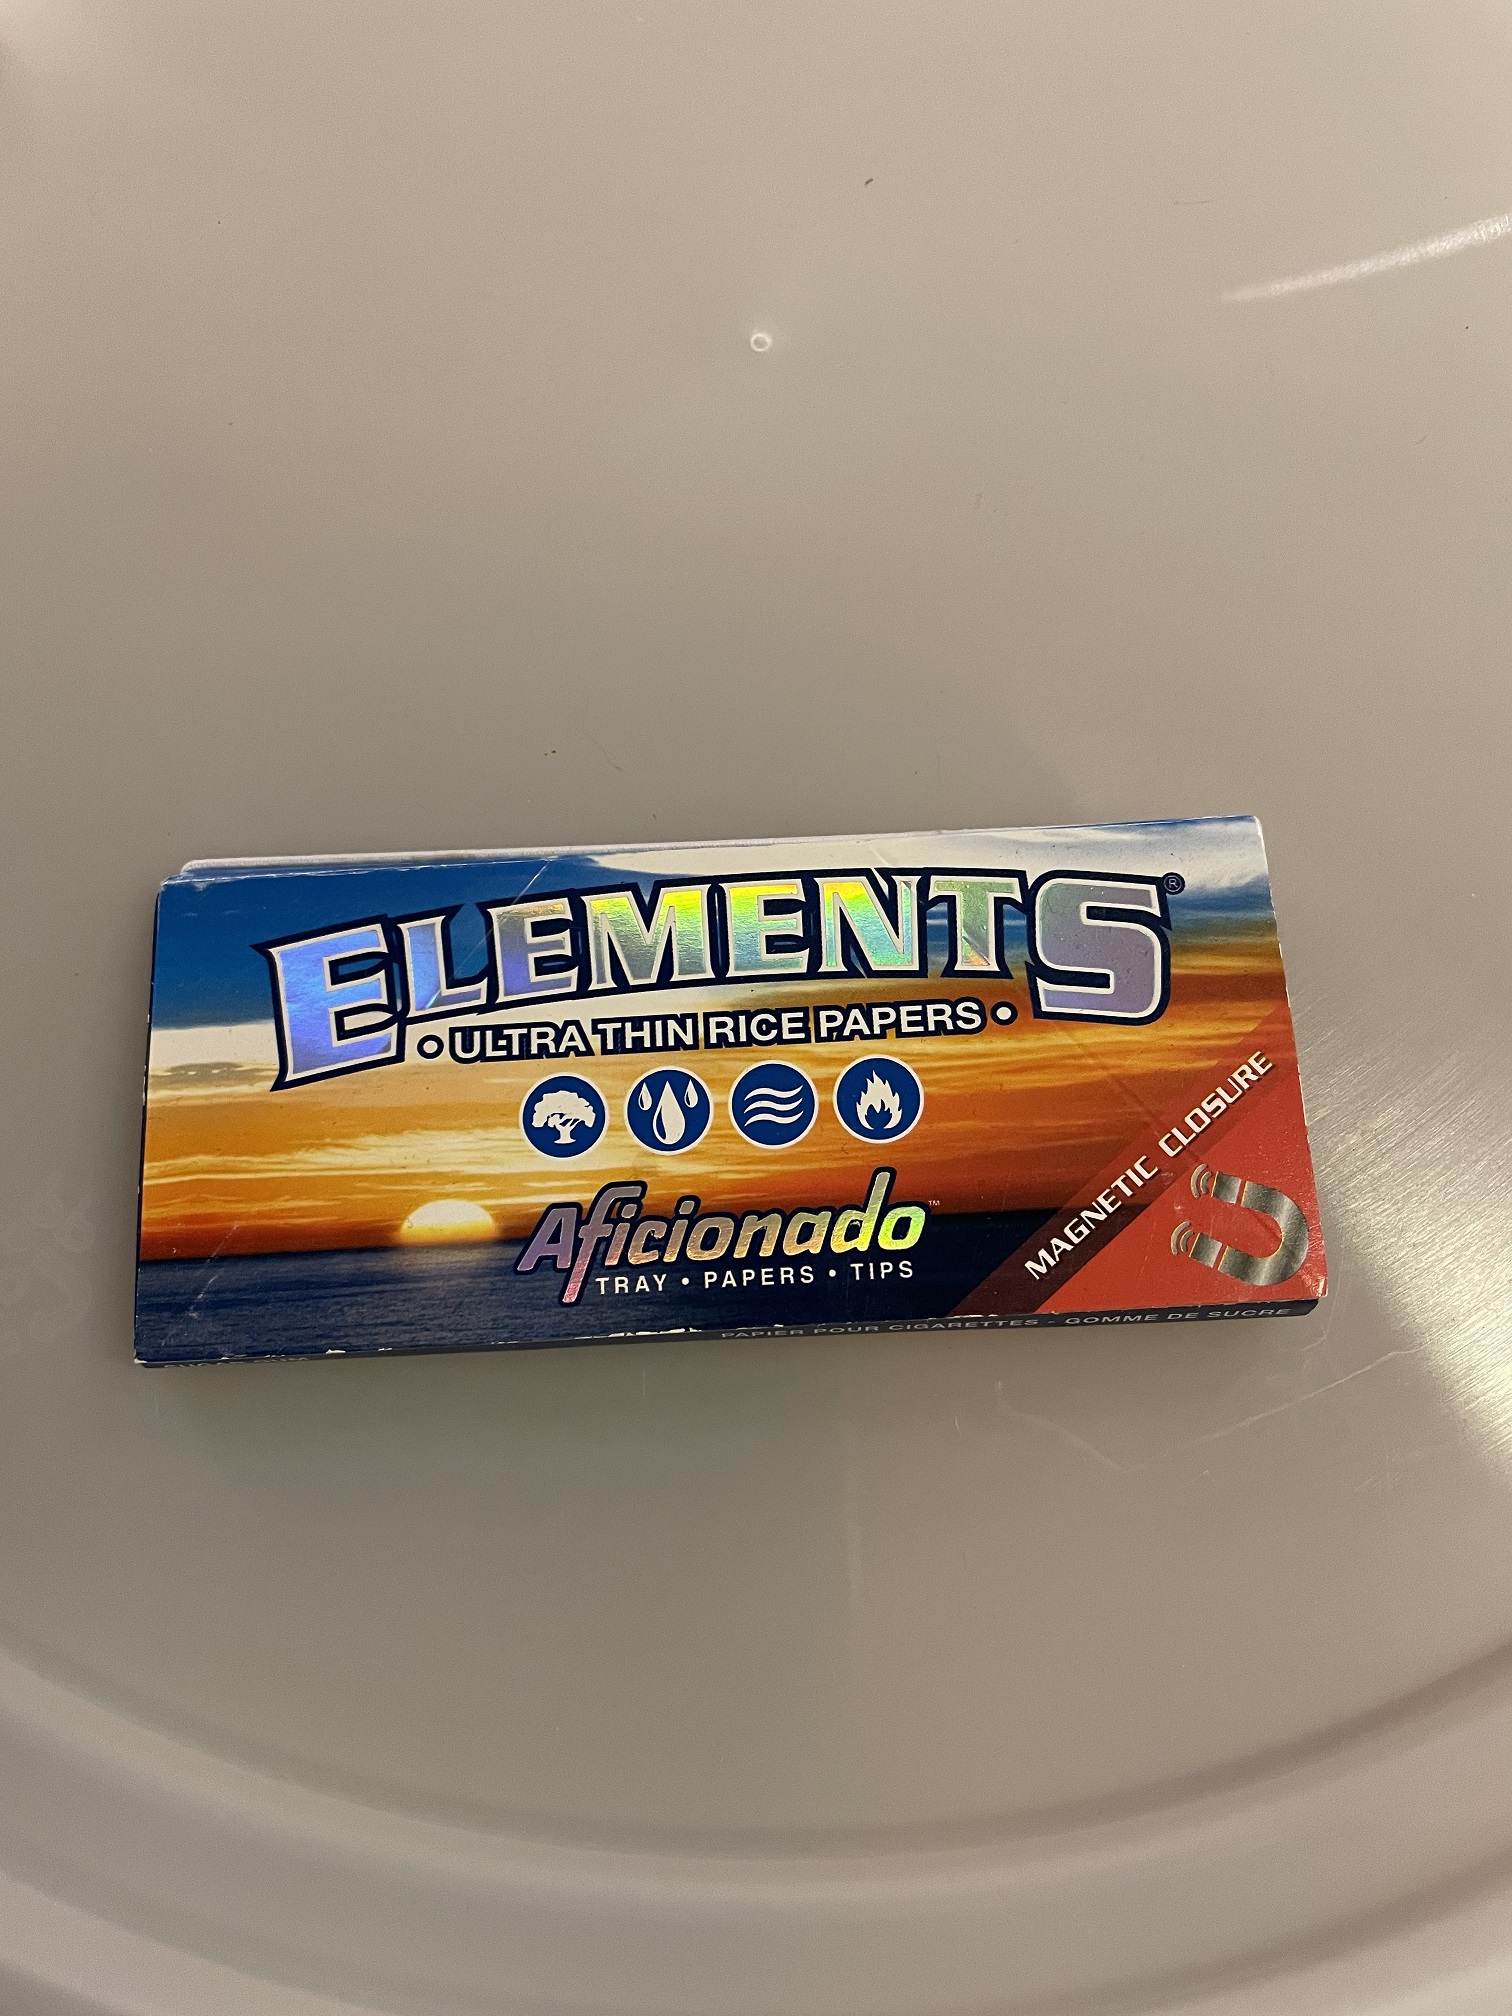 ELEMENTS®
• ULTRA THIN RICE PAPERS •
Aficionado™
TRAY • PAPERS • TIPS
MAGNETIC CLOSURE
PAPIER POUR CIGARETTES - GOMME DE SUCRE